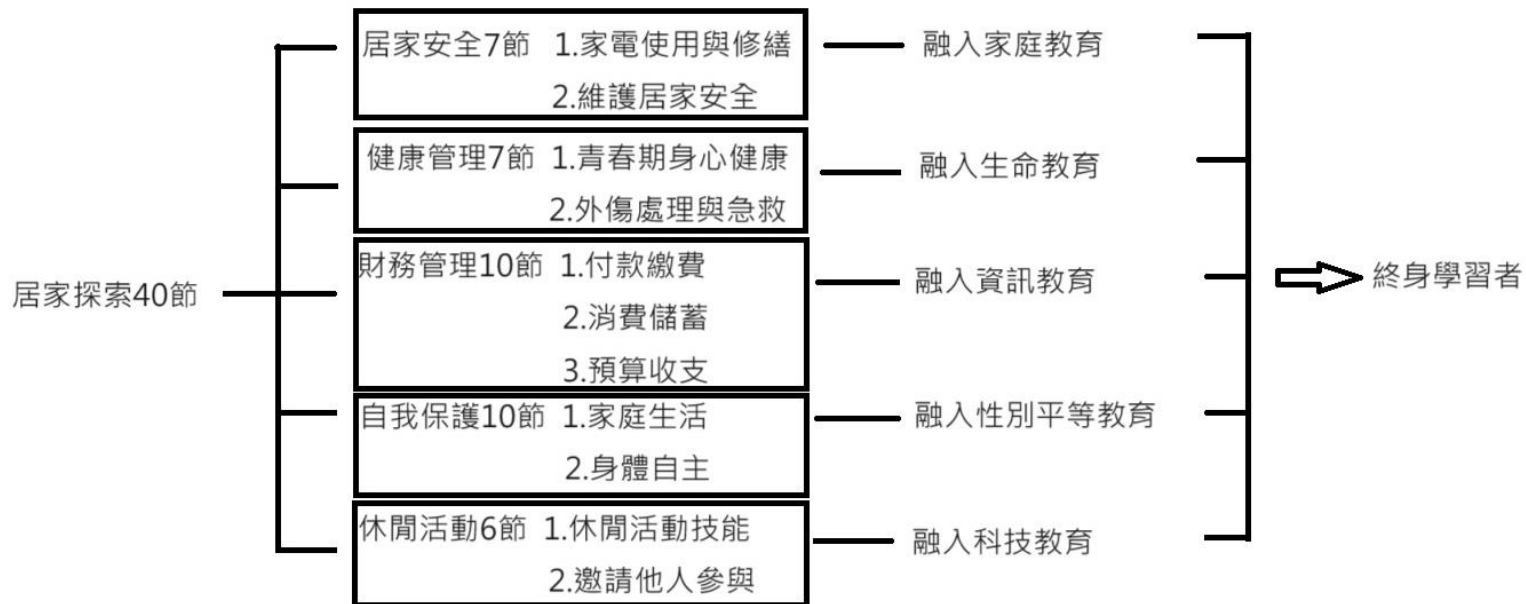 居家探索40節
居家安全7節 1.家電使用與修繕
2.維護居家安全
融入家庭教育
健康管理7節 1.青春期身心健康
2.外傷處理與急救
融入生命教育
財務管理10節 1.付款繳費
2.消費儲蓄
3.預算收支
融入資訊教育
自我保護10節 1.家庭生活
2.身體自主
融入性別平等教育
休閒活動6節 1.休閒活動技能
2.邀請他人參與
融入科技教育
終身學習者